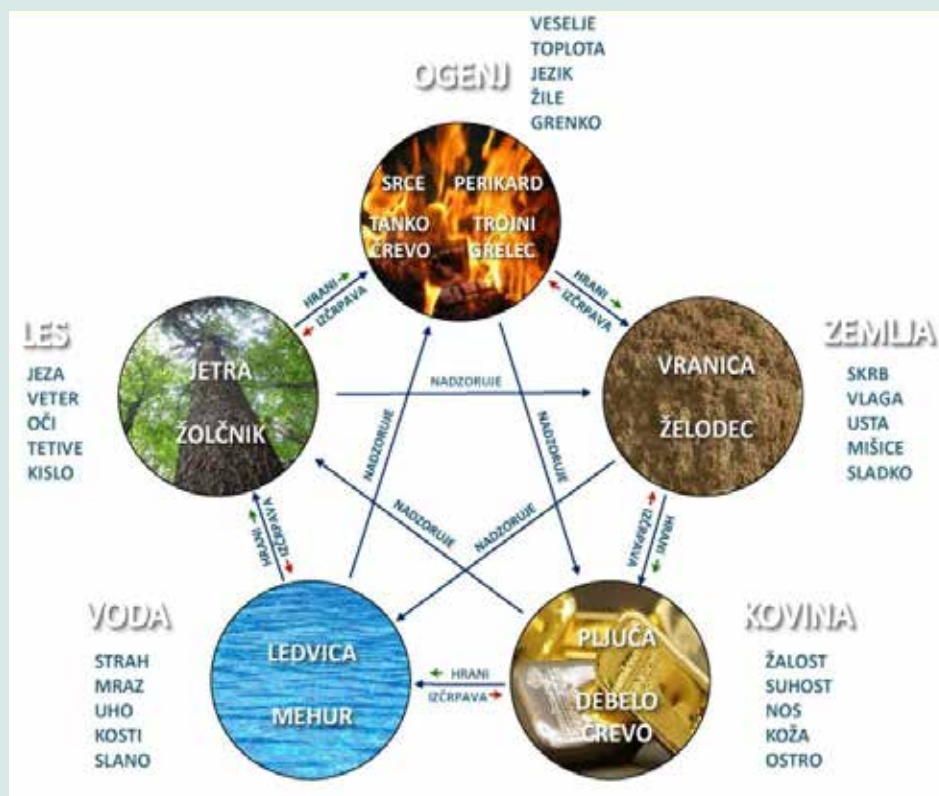 OGENJ
VESELJE
TOPLOTA
JEZIK
ŽILE
GRENKO
SRCE PERIKARD
TANKO TROJNI
ČREVO GRELEC
HRANI
IZČRPAVA
HRANI
IZČRPAVA
LES
JEZA
VETER
OČI
TETIVE
KISLO
JETRA
ŽOLČNIK
NADZORUJE
VRANICA
ŽELODEC
ZEMLJA
SKRB
VLAGA
USTA
MIŠICE
SLADKO
NADZORUJE
NADZORUJE
NADZORUJE
NADZORUJE
HRANI
IZČRPAVA
HRANI
IZČRPAVA
VODA
STRAH
MRAZ
UHO
KOSTI
SLANO
LEDVICA
MEHUR
HRANI
IZČRPAVA
PLJUČA
DEBELO
ČREVO
KOVINA
ŽALOST
SUHOST
NOS
KOŽA
OSTRO